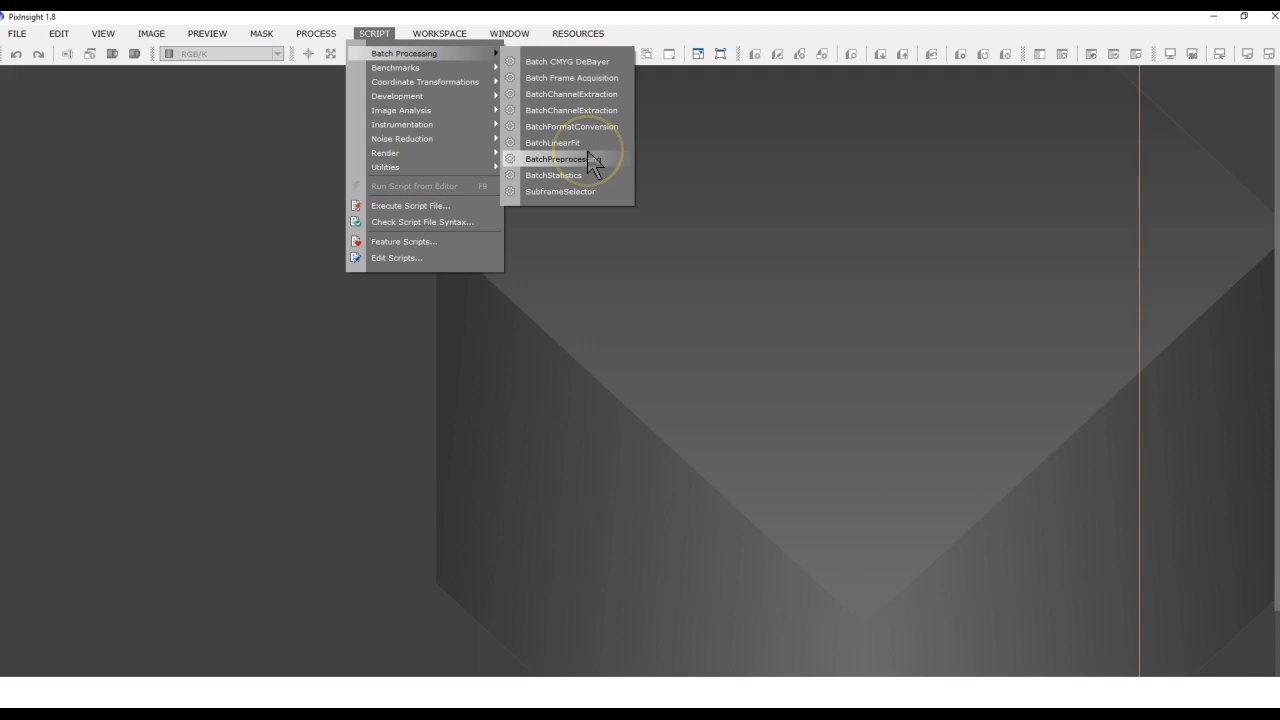 PixInsight 1.8
FILE EDIT VIEW IMAGE PREVIEW MASK PROCESS SCRIPT WORKSPACE WINDOW RESOURCES
RGB/K
Batch Processing
Benchmarks
Coordinate Transformations
Development
Image Analysis
Instrumentation
Noise Reduction
Render
Utilities
Run Script from Editor F9
Execute Script File...
Check Script File Syntax...
Feature Scripts...
Edit Scripts...
Batch CMYG DeBayer
Batch Frame Acquisition
BatchChannelExtraction
BatchChannelExtraction
BatchFormatConversion
BatchLinearFit
BatchPreprocessing
BatchStatistics
SubframeSelector